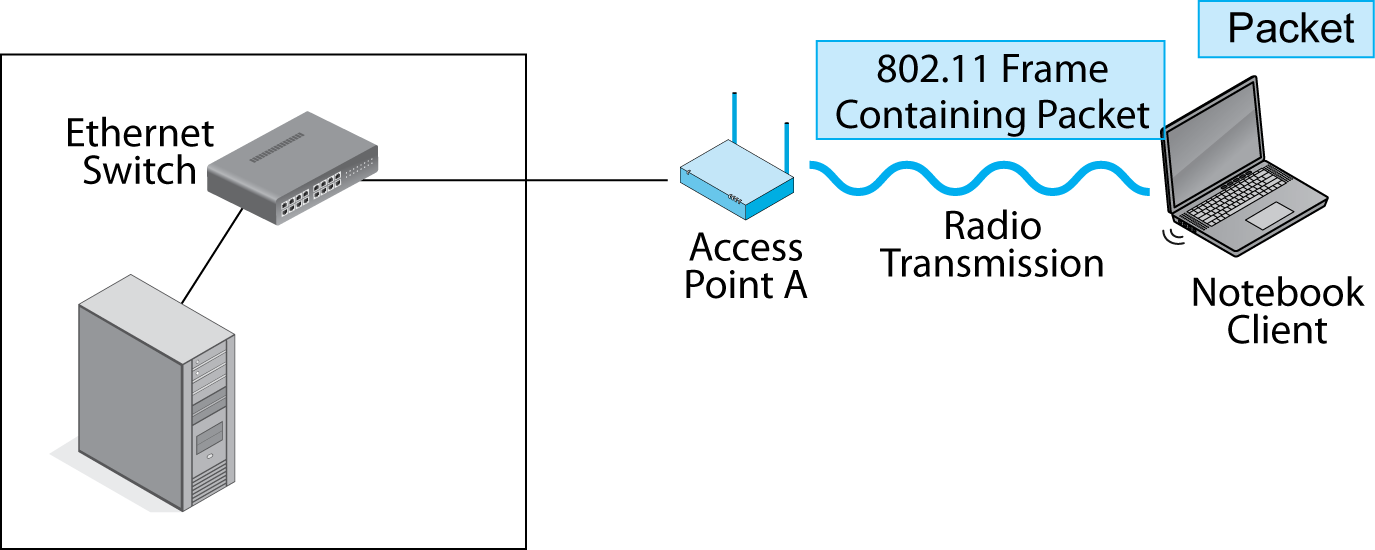 Packet
802.11 Frame
Containing Packet
Ethernet
Switch
Access
Point A
Radio
Transmission
Notebook
Client